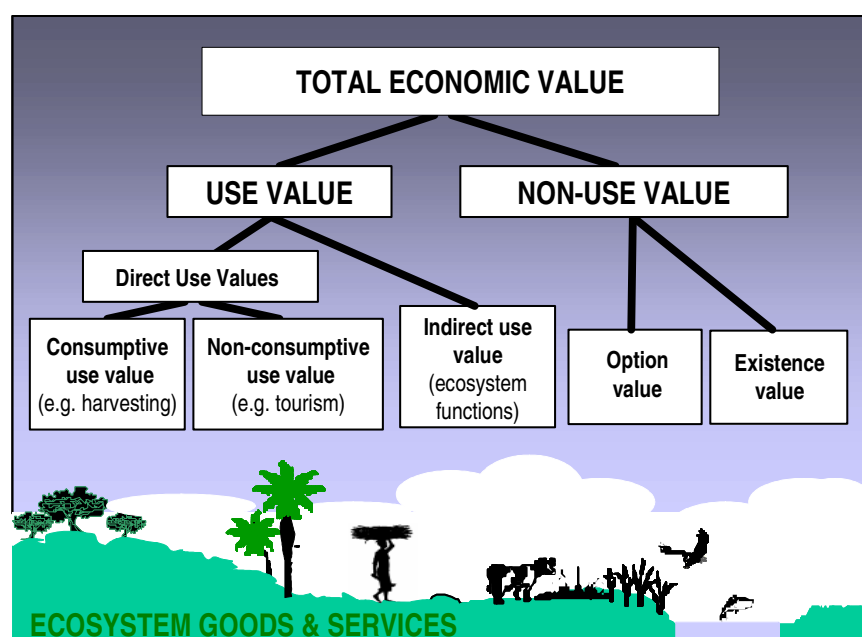 TOTAL ECONOMIC VALUE
USE VALUE
NON-USE VALUE
Direct Use Values
Consumptive
use value
(e.g. harvesting)
Non-consumptive
use value
(e.g. tourism)
Indirect use
value
(ecosystem
functions)
Option
value
Existence
value
ECOSYSTEM GOODS & SERVICES